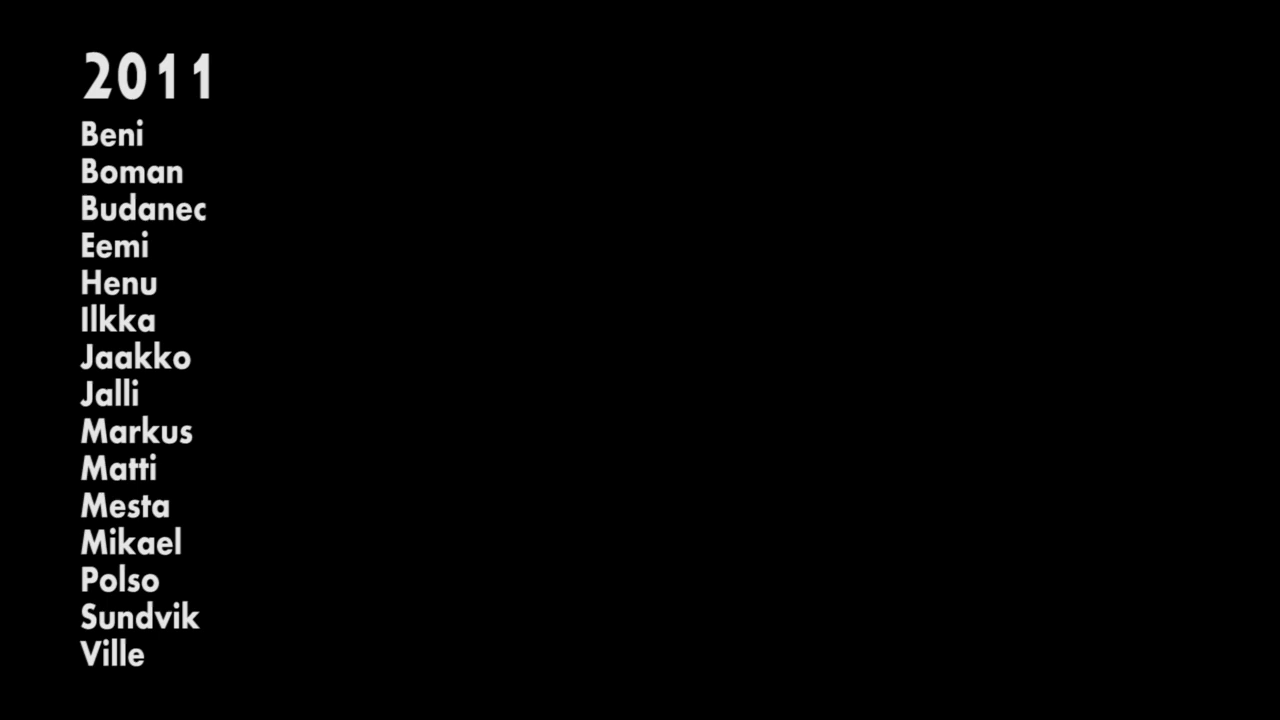 2011
Beni
Boman
Budanec
Eemi
Henu
Ilkka
Jaakko
Jalli
Markus
Matti
Mesta
Mikael
Polso
Sundvik
Ville